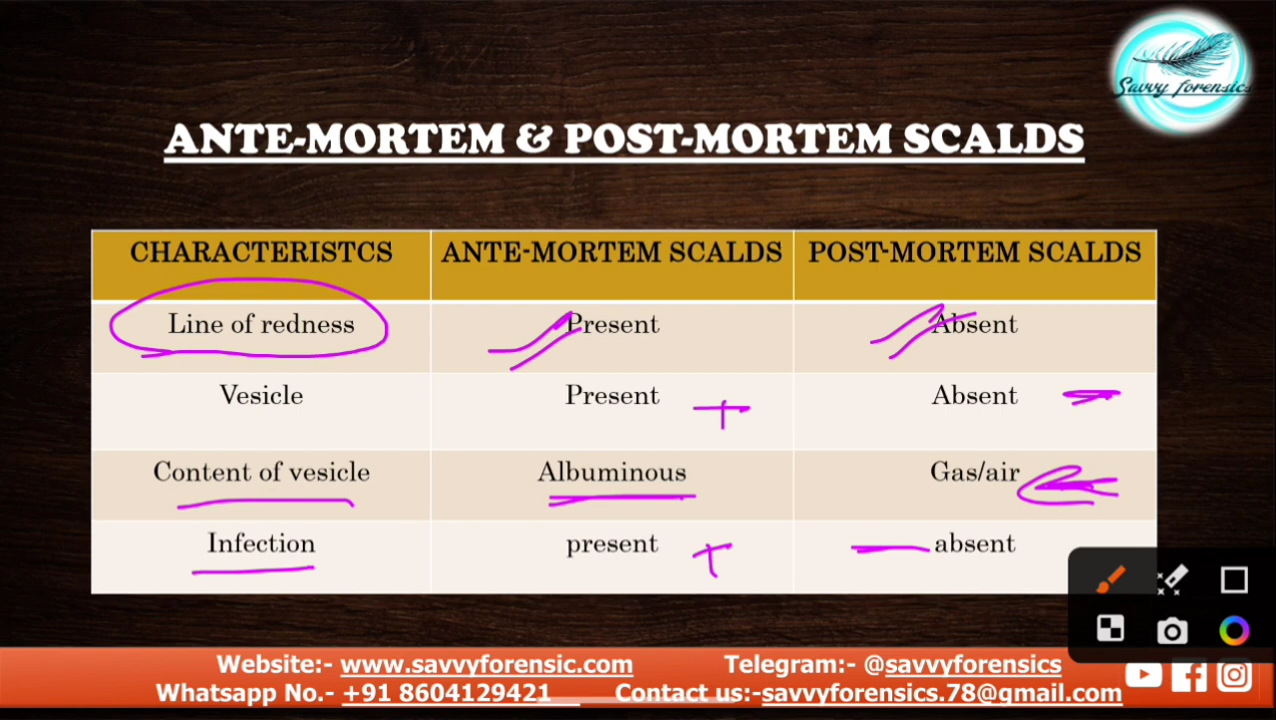 Savvy forensics
ANTE-MORTEM & POST-MORTEM SCALDS
CHARACTERISTCS ANTE-MORTEM SCALDS POST-MORTEM SCALDS
Line of redness Present Absent
Vesicle Present Absent
Content of vesicle Albuminous Gas/air
Infection present absent
Website:- www.savvyforensic.com Telegram:- @savvyforensics
Whatsapp No.- +91 8604129421 Contact us:-savvyforensics.78@gmail.com